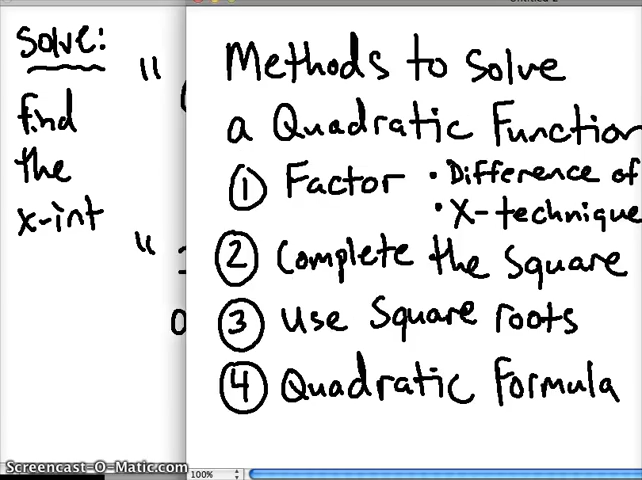 Solve:
find
the
x-int
Methods to solve
a Quadratic Function
① Factor • Difference of
• X-technique
② Complete the Square
③ Use Square roots
④ Quadratic Formula
100%
Screencast-O-Matic.com